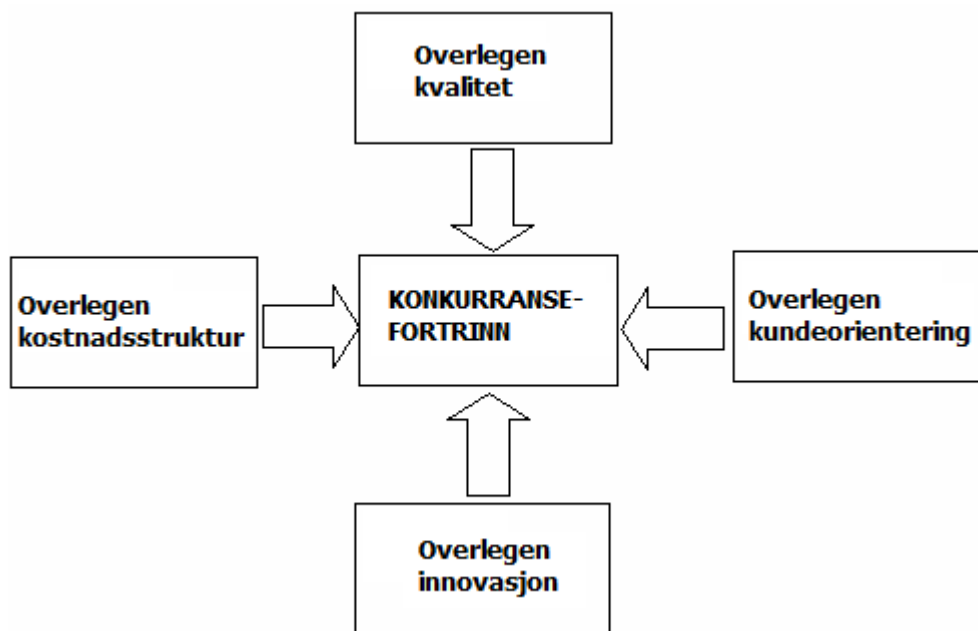 Overlegen
kvalitet
Overlegen
kostnadsstruktur
KONKURRANSE-
FORTRINN
Overlegen
kundeorientering
Overlegen
innovasjon